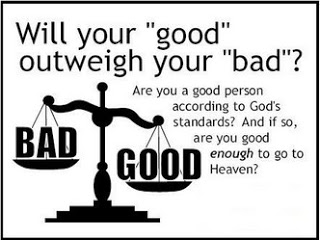 Will your "good"
outweigh your "bad"?
Are you a good person
according to God's
standards? And if so,
are you good
enough to go to
Heaven?
BAD
GOOD